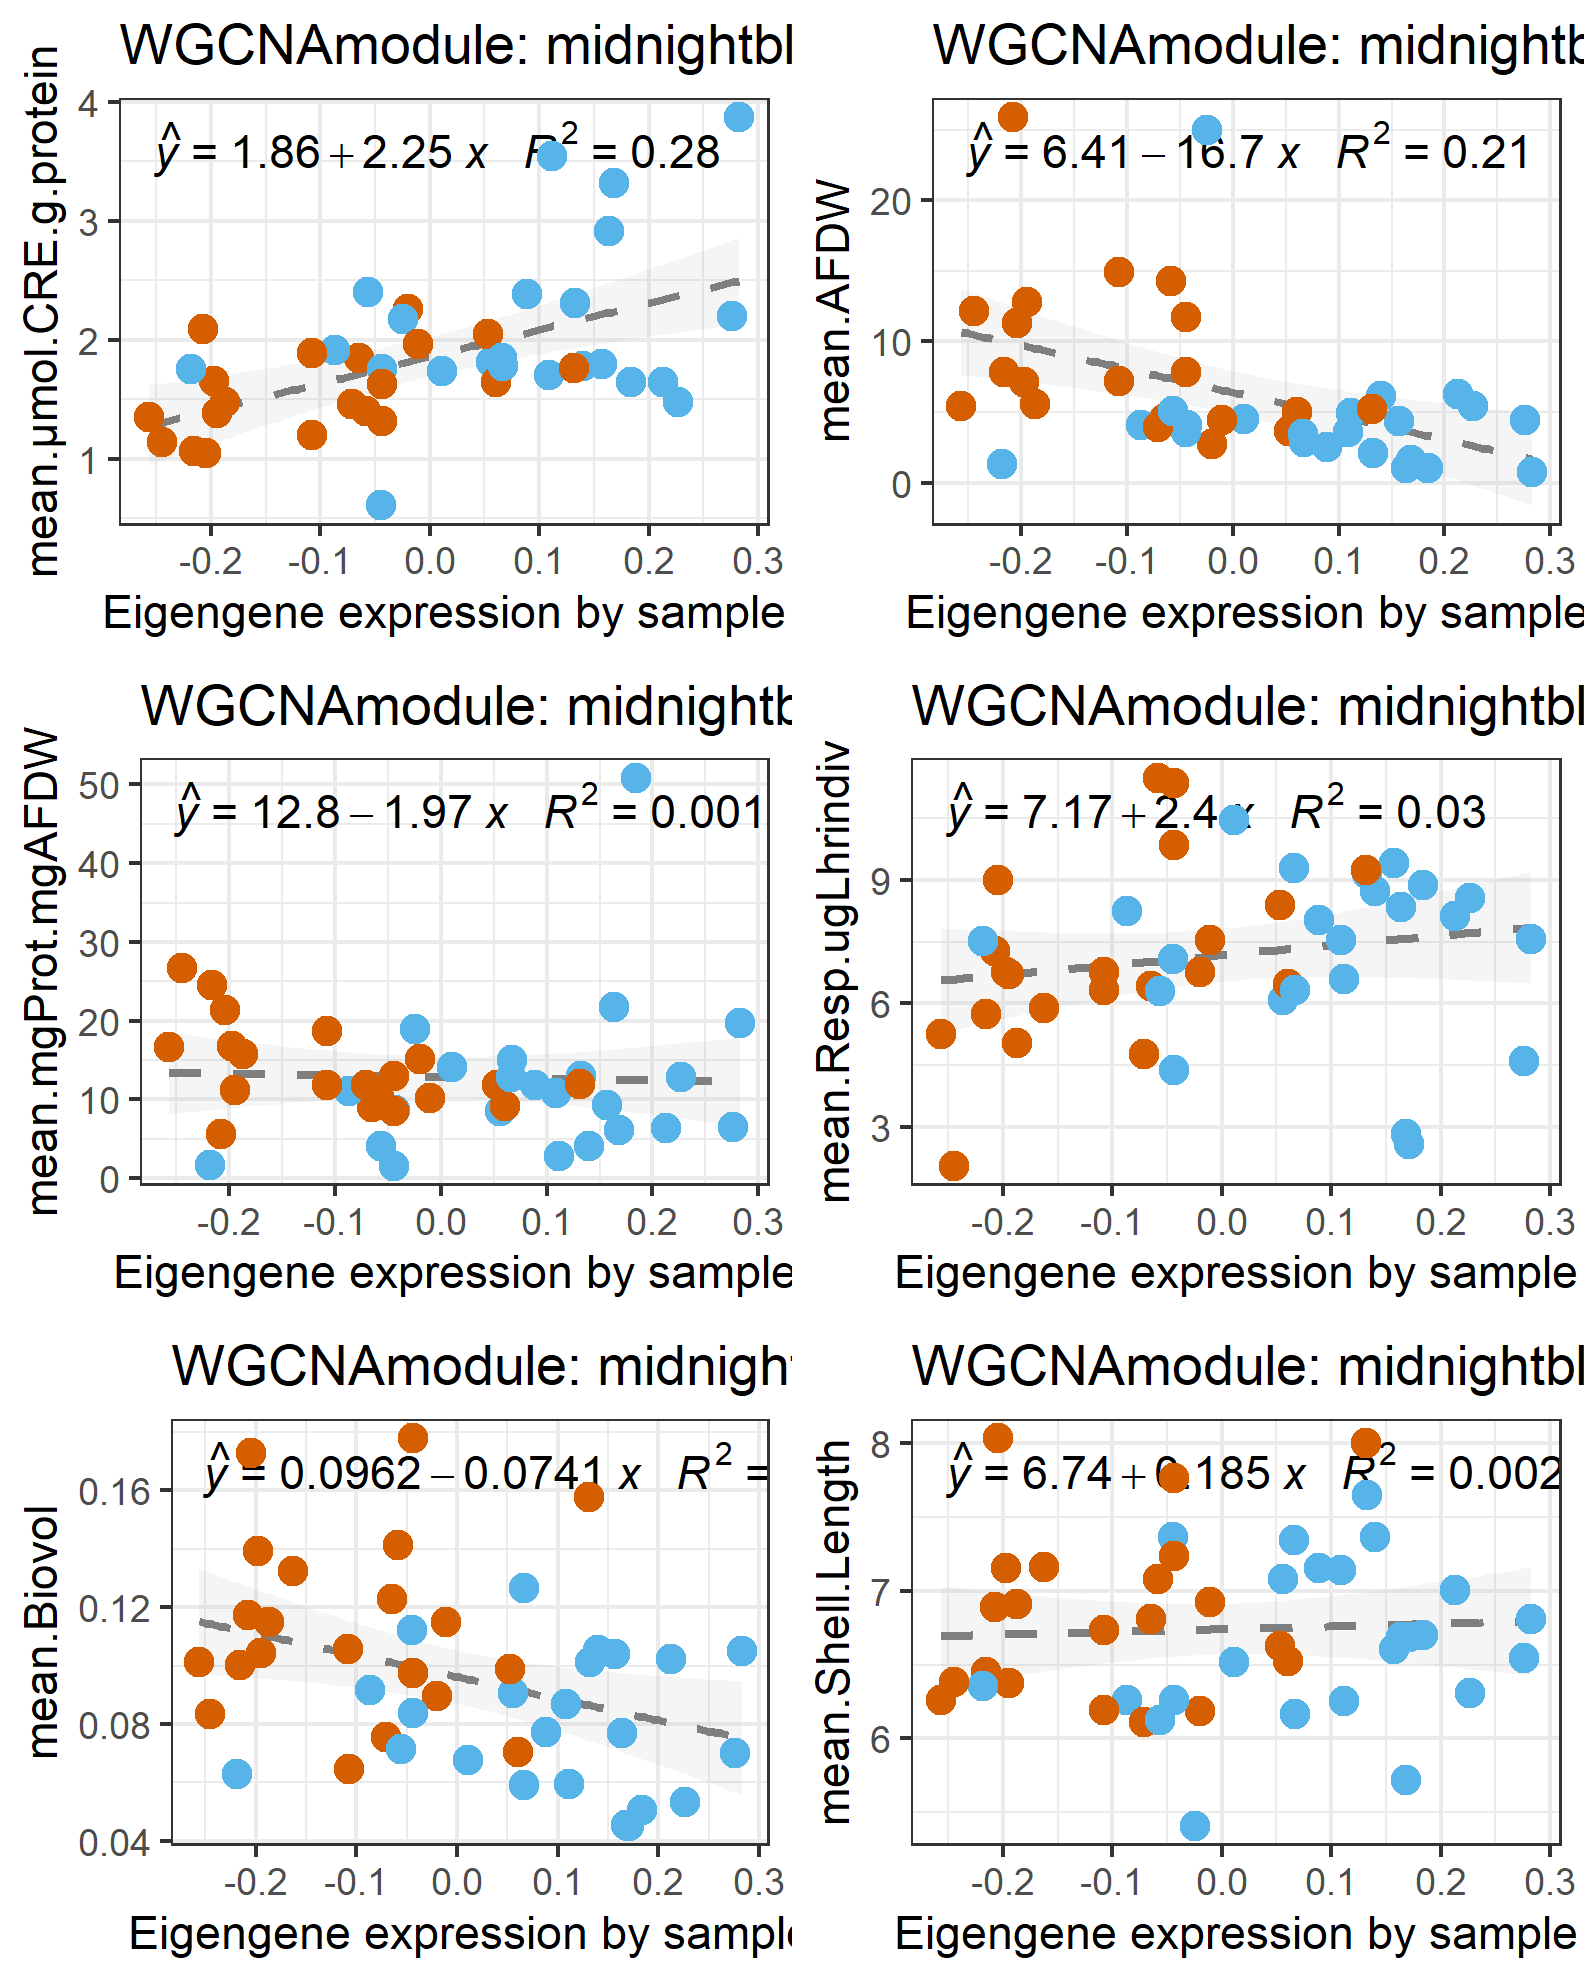 WGCNAmodule: midnightbl
mean.µmol.CRE.g.protein
ŷ = 1.86 + 2.25 x R² = 0.28
4
3
2
1
-0.2 -0.1 0.0 0.1 0.2 0.3
Eigengene expression by sample
WGCNAmodule: midnightb
mean.AFDW
ŷ = 6.41 − 16.7 x R² = 0.21
20
10
0
-0.2 -0.1 0.0 0.1 0.2 0.3
Eigengene expression by sample
WGCNAmodule: midnightb
mean.mgProt.mgAFDW
ŷ = 12.8 − 1.97 x R² = 0.001
50
40
30
20
10
0
-0.2 -0.1 0.0 0.1 0.2 0.3
Eigengene expression by sample
WGCNAmodule: midnightbl
mean.Resp.ugLhrindiv
ŷ = 7.17 + 2.4 x R² = 0.03
9
6
3
-0.2 -0.1 0.0 0.1 0.2 0.3
Eigengene expression by sample
WGCNAmodule: midnight
mean.Biovol
ŷ = 0.0962 − 0.0741 x R² =
0.16
0.12
0.08
0.04
-0.2 -0.1 0.0 0.1 0.2 0.3
Eigengene expression by sample
WGCNAmodule: midnightbl
mean.Shell.Length
ŷ = 6.74 + 0.185 x R² = 0.002
8
7
6
-0.2 -0.1 0.0 0.1 0.2 0.3
Eigengene expression by sample